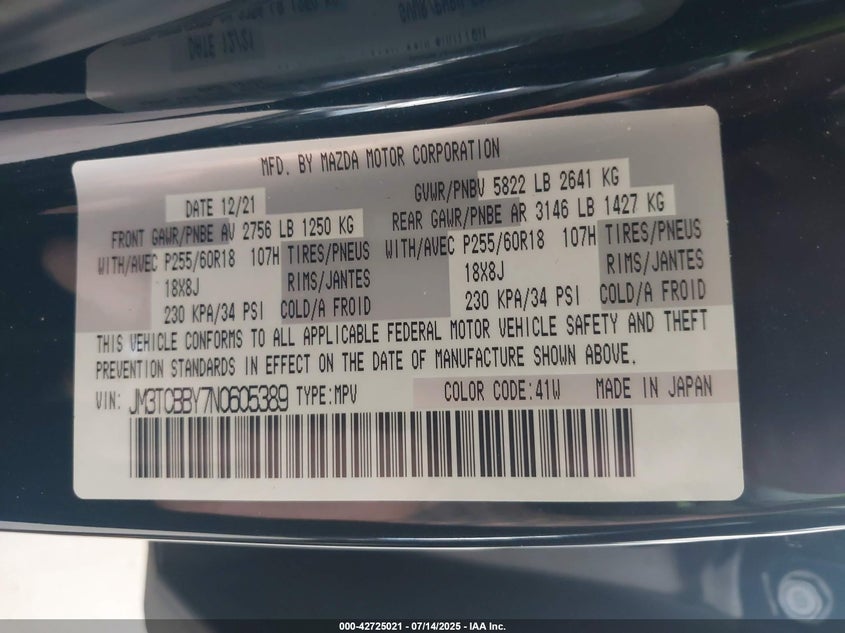 DATE 12/21
MFD. BY MAZDA MOTOR CORPORATION
DATE 12/21
GVWR/PNBV 5822 LB 2641 KG
FRONT GAWR/PNBE AV 2756 LB 1250 KG
REAR GAWR/PNBE AR 3146 LB 1427 KG
WITH/AVEC P255/60R18 107H TIRES/PNEUS
WITH/AVEC P255/60R18 107H TIRES/PNEUS
18X8J RIMS/JANTES
18X8J RIMS/JANTES
230 KPA/34 PSI COLD/A FROID
230 KPA/34 PSI COLD/A FROID
THIS VEHICLE CONFORMS TO ALL APPLICABLE FEDERAL MOTOR VEHICLE SAFETY AND THEFT
PREVENTION STANDARDS IN EFFECT ON THE DATE OF MANUFACTURE SHOWN ABOVE.
VIN: JM3TCBBY7N0605389 TYPE:MPV COLOR CODE:41W MADE IN JAPAN
000-42725021 - 07/14/2025 - IAA Inc.